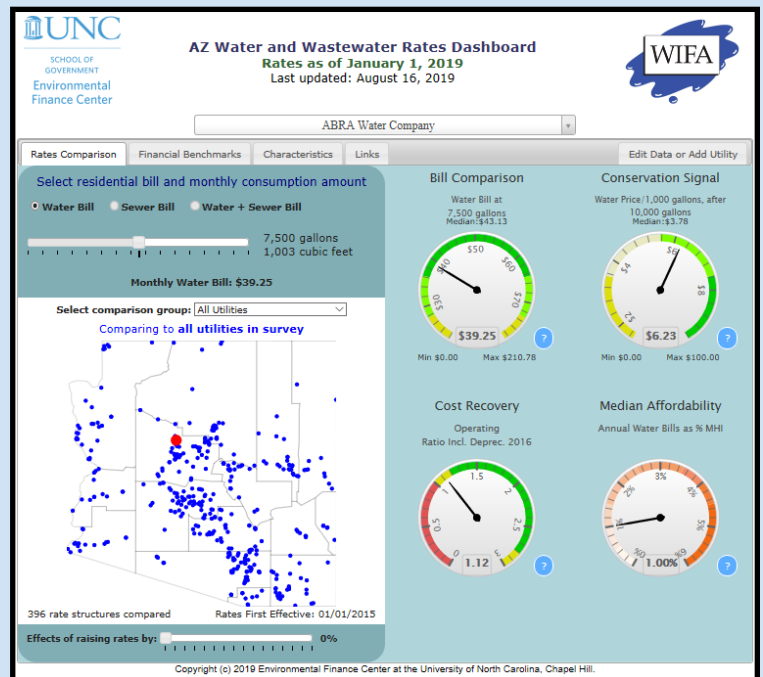 UNC
SCHOOL OF
GOVERNMENT
Environmental
Finance Center
AZ Water and Wastewater Rates Dashboard
Rates as of January 1, 2019
Last updated: August 16, 2019
WIFA
ABRA Water Company
Rates Comparison Financial Benchmarks Characteristics Links Edit Data or Add Utility
Select residential bill and monthly consumption amount
Water Bill Sewer Bill Water + Sewer Bill
7,500 gallons
1,003 cubic feet
Monthly Water Bill: $39.25
Select comparison group: All Utilities
Comparing to all utilities in survey
396 rate structures compared Rates First Effective: 01/01/2015
Effects of raising rates by: 0%
Bill Comparison
Water Bill at
7,500 gallons
Median:$43.13
$30 $40 $50 $60 $70
$39.25
?
Min $0.00 Max $210.78
Conservation Signal
Water Price/1,000 gallons, after
10,000 gallons
Median:$3.78
$2 $4 $6 $8
$6.23
?
Min $0.00 Max $100.00
Cost Recovery
Operating
Ratio Incl. Deprec. 2016
0 0.5 1 1.5 2 2.5 3
1.12
?
Median Affordability
Annual Water Bills as % MHI
0% 1% 2% 3% 4% 5% 6%
1.00%
?
Copyright (c) 2019 Environmental Finance Center at the University of North Carolina, Chapel Hill.